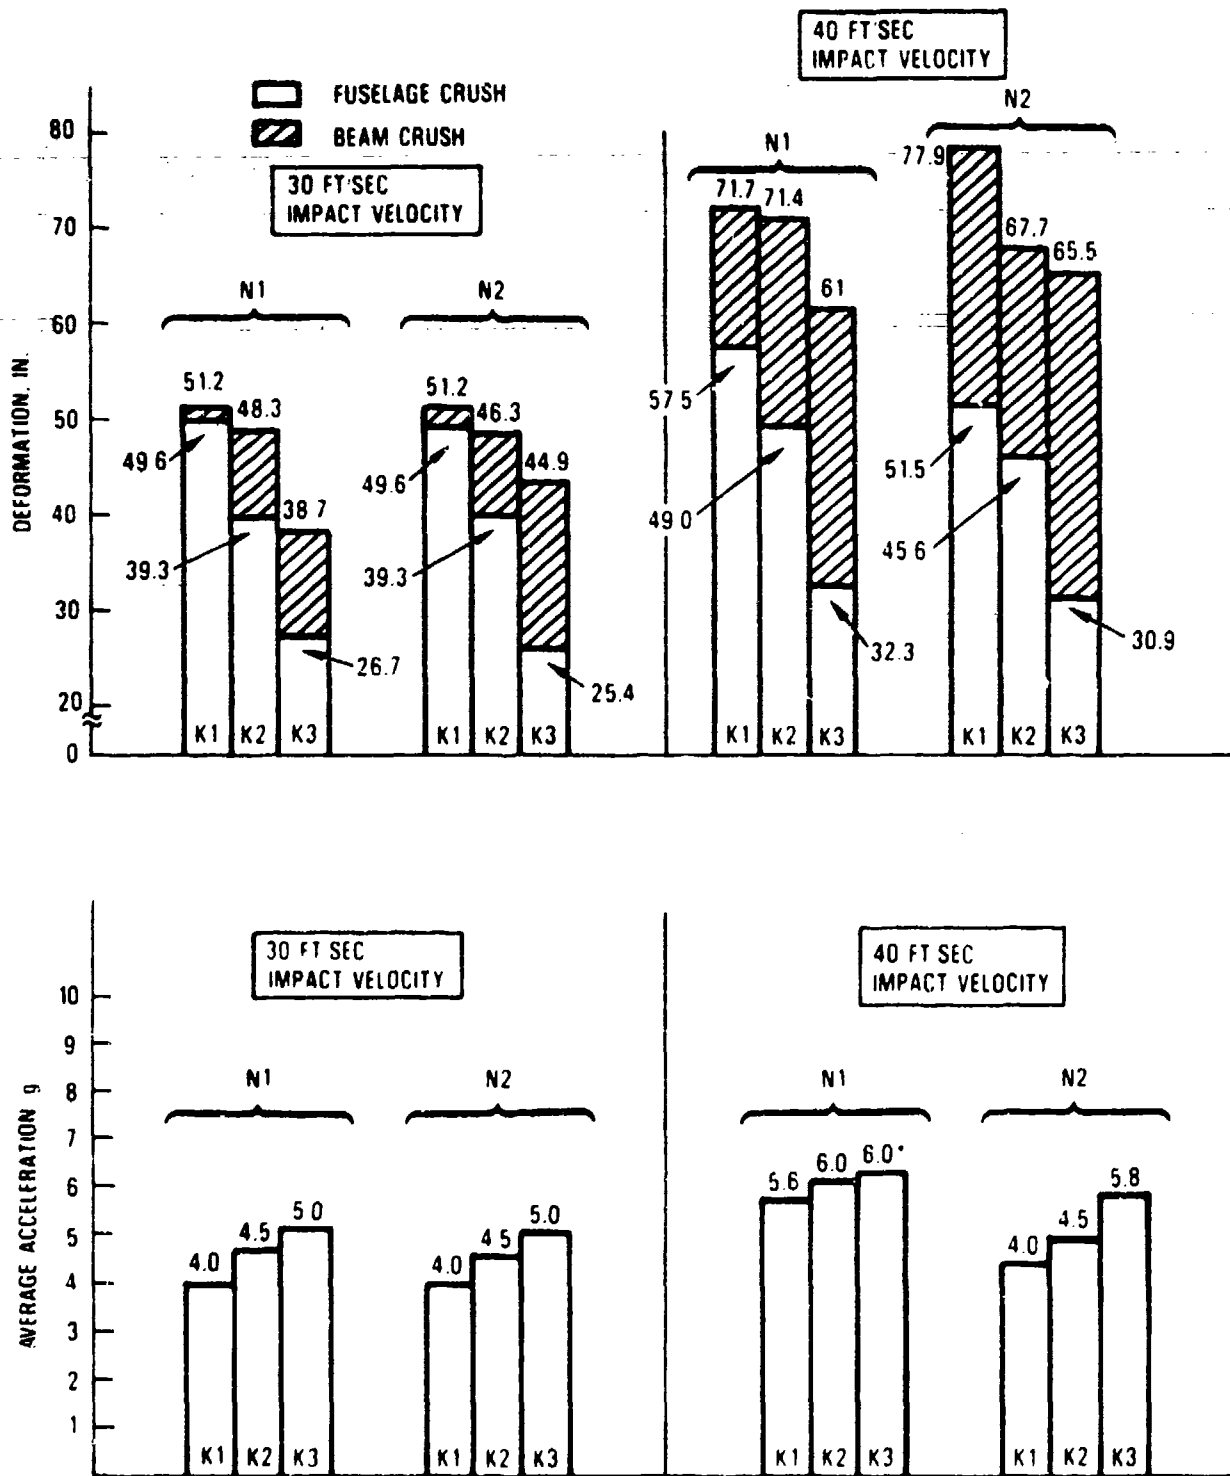 40 FT/SEC
IMPACT VELOCITY
FUSELAGE CRUSH
BEAM CRUSH
30 FT/SEC
IMPACT VELOCITY
N1
N2
N1
N2
DEFORMATION, IN.
80
70
60
50
40
30
20
0
51.2
48.3
38 7
49 6
39.3
26.7
51.2
46.3
44.9
49.6
39.3
25.4
71.7
71.4
61
57 5
49 0
32.3
77.9
67.7
65.5
51.5
45 6
30.9
K1 K2 K3
K1 K2 K3
K1 K2 K3
K1 K2 K3
30 FT SEC
IMPACT VELOCITY
40 FT SEC
IMPACT VELOCITY
AVERAGE ACCELERATION g
10
9
8
7
6
5
4
3
2
1
N1
N2
N1
N2
4.0
4.5
5 0
4.0
4 5
5.0
5.6
6.0
6.0*
4.0
4.5
5.8
K1 K2 K3
K1 K2 K3
K1 K2 K3
K1 K2 K3